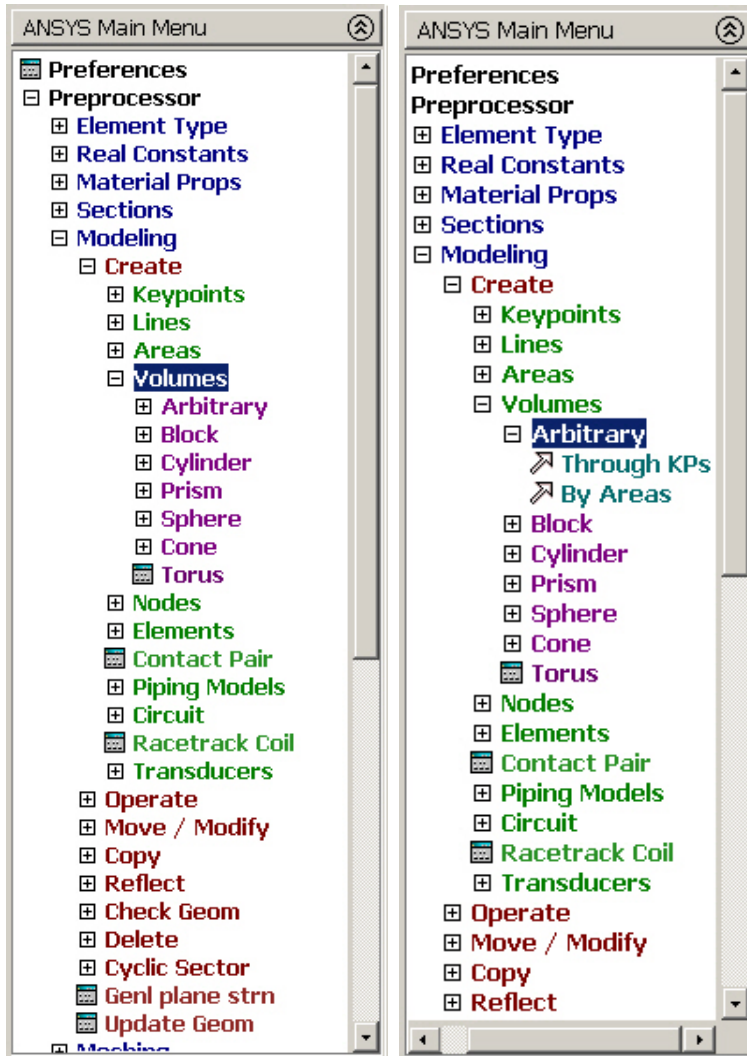 ANSYS Main Menu
Preferences
Preprocessor
Element Type
Real Constants
Material Props
Sections
Modeling
Create
Keypoints
Lines
Areas
Volumes
Arbitrary
Block
Cylinder
Prism
Sphere
Cone
Torus
Nodes
Elements
Contact Pair
Piping Models
Circuit
Racetrack Coil
Transducers
Operate
Move / Modify
Copy
Reflect
Check Geom
Delete
Cyclic Sector
Genl plane strn
Update Geom
Meshing
ANSYS Main Menu
Preferences
Preprocessor
Element Type
Real Constants
Material Props
Sections
Modeling
Create
Keypoints
Lines
Areas
Volumes
Arbitrary
Through KPs
By Areas
Block
Cylinder
Prism
Sphere
Cone
Torus
Nodes
Elements
Contact Pair
Piping Models
Circuit
Racetrack Coil
Transducers
Operate
Move / Modify
Copy
Reflect